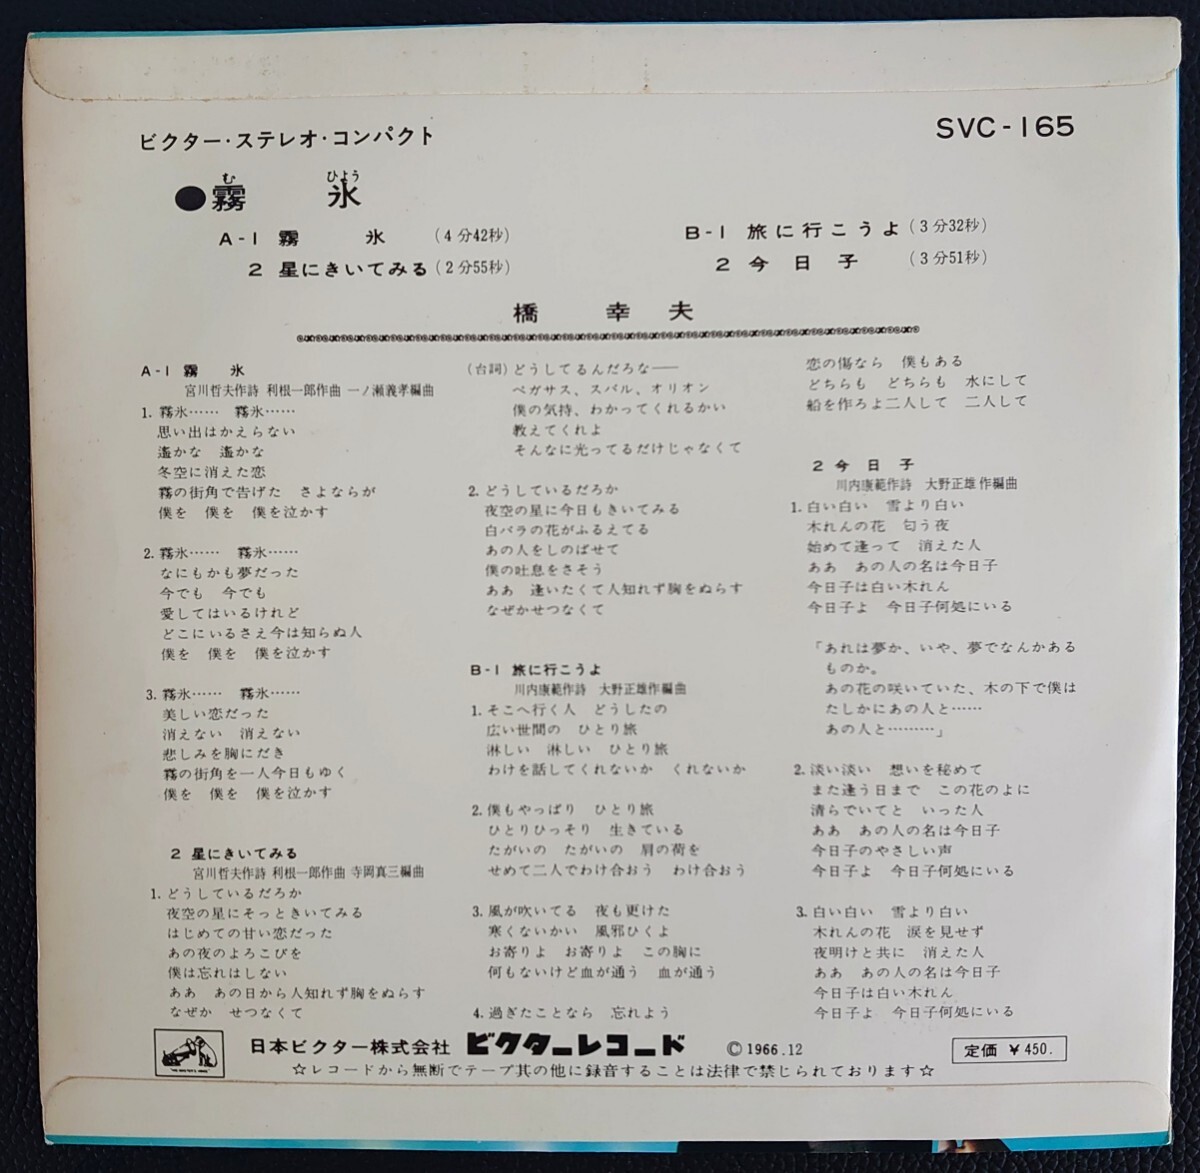 ビクター・ステレオ・コンパクト
SVC-165
●霧氷
むひょう
A-1 霧氷 (4分42秒)
2 星にきいてみる (2分55秒)
B-1 旅に行こうよ (3分32秒)
2 今日子 (3分51秒)
橋 幸夫
A-1 霧氷
宮川哲夫作詩 利根一郎作曲 一ノ瀬義孝編曲
1. 霧氷…… 霧氷……
思い出はかえらない
遙かな 遙かな
冬空に消えた恋
霧の街角で告げた さよならが
僕を 僕を 僕を泣かす
2. 霧氷…… 霧氷……
なにもかも夢だった
今でも 今でも
愛してはいるけれど
どこにいるさえ今は知らぬ人
僕を 僕を 僕を泣かす
3. 霧氷…… 霧氷……
美しい恋だった
消えない 消えない
悲しみを胸にだき
霧の街角を一人今日もゆく
僕を 僕を 僕を泣かす
2 星にきいてみる
宮川哲夫作詩 利根一郎作曲 寺岡真三編曲
1. どうしているだろか
夜空の星にそっときいてみる
はじめての甘い恋だった
あの夜のよろこびを
僕は忘れはしない
ああ あの日から人知れず胸をぬらす
なぜか せつなくて
(台詞) どうしてるんだろな――
ペガサス、スバル、オリオン
僕の気持、わかってくれるかい
教えてくれよ
そんなに光ってるだけじゃなくて
2. どうしているだろか
夜空の星に今日もきいてみる
白バラの花がふるえてる
あの人をしのばせて
僕の吐息をさそう
ああ 逢いたくて人知れず胸をぬらす
なぜかせつなくて
B-1 旅に行こうよ
川内康範作詩 大野正雄作編曲
1. そこへ行く人 どうしたの
広い世間の ひとり旅
淋しい 淋しい ひとり旅
わけを話してくれないか くれないか
2. 僕もやっぱり ひとり旅
ひとりひっそり 生きている
たがいの たがいの 肩の荷を
せめて二人でわけ合おう わけ合おう
3. 風が吹いてる 夜も更けた
寒くないかい 風邪ひくよ
お寄りよ お寄りよ この胸に
何もないけど血が通う 血が通う
4. 過ぎたことなら 忘れよう
恋の傷なら 僕もある
どちらも どちらも 水にして
船を作ろよ二人して 二人して
2 今日子
川内康範作詩 大野正雄 作編曲
1. 白い白い 雪より白い
木れんの花 匂う夜
始めて逢って 消えた人
ああ あの人の名は今日子
今日子は白い木れん
今日子よ 今日子何処にいる
「あれは夢か、いや、夢でなんかある
ものか。
あの花の咲いていた、木の下で僕は
たしかにあの人と……
あの人と………」
2. 淡い淡い 想いを秘めて
また逢う日まで この花のよに
清らでいてと いった人
ああ あの人の名は今日子
今日子のやさしい声
今日子よ 今日子何処にいる
3. 白い白い 雪より白い
木れんの花 涙を見せず
夜明けと共に 消えた人
ああ あの人の名は今日子
今日子は白い木れん
今日子よ 今日子何処にいる
日本ビクター株式会社 ビクターレコード Ⓒ1966.12
定価 ￥450.
☆レコードから無断でテープ其の他に録音することは法律で禁じられております☆